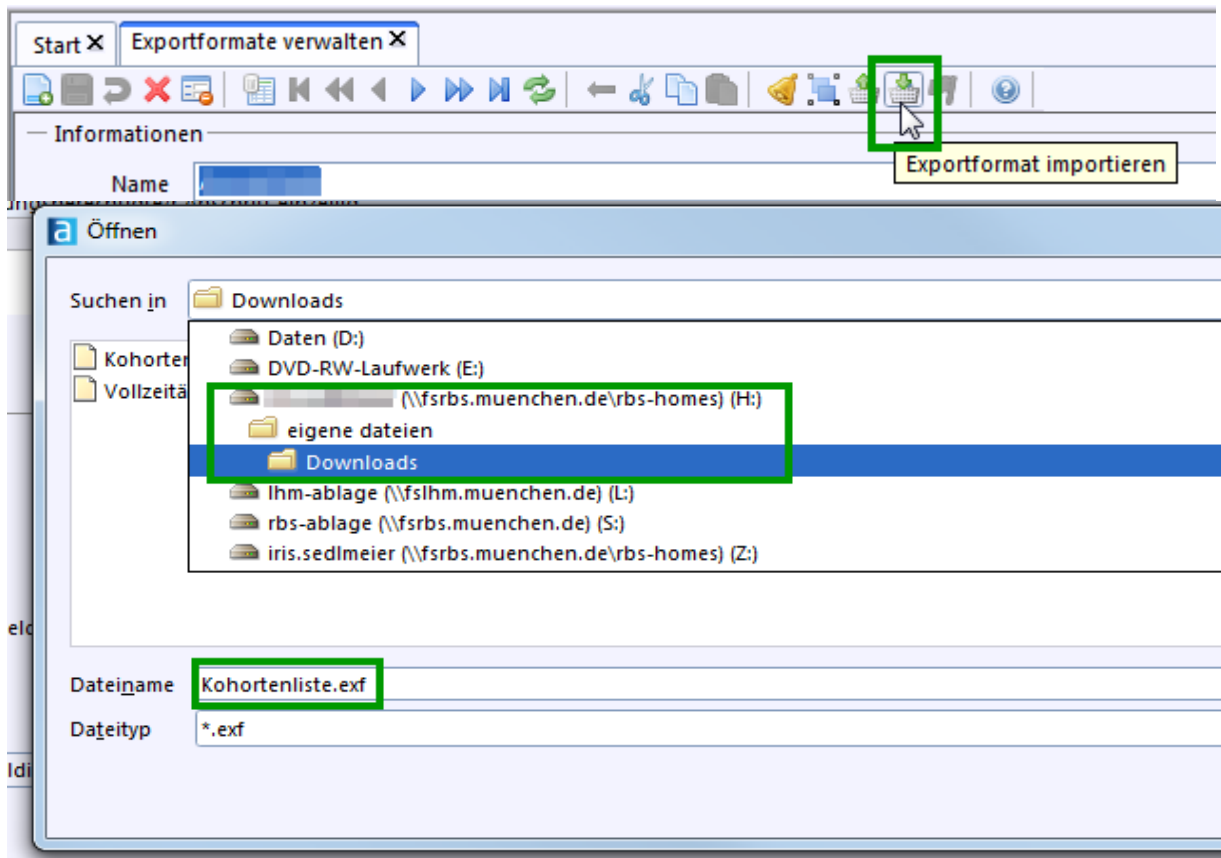 Start
Exportformate verwalten
Informationen
Exportformat importieren
Name
Öffnen
Suchen in Downloads
Daten (D:)
Kohorten
DVD-RW-Laufwerk (E:)
Vollzeitä
(\\fsrbs.muenchen.de\rbs-homes) (H:)
eigene dateien
Downloads
lhm-ablage (\\fslhm.muenchen.de) (L:)
rbs-ablage (\\fsrbs.muenchen.de) (S:)
iris.sedlmeier (\\fsrbs.muenchen.de\rbs-homes) (Z:)
Dateiname Kohortenliste.exf
Dateityp *.exf